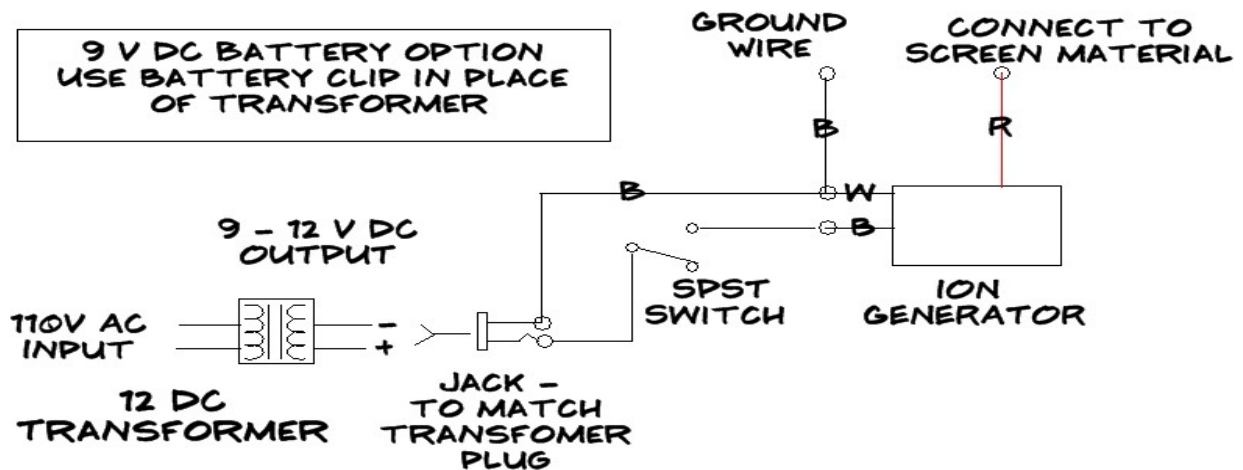 9 V DC BATTERY OPTION
USE BATTERY CLIP IN PLACE
OF TRANSFORMER
GROUND
WIRE
CONNECT TO
SCREEN MATERIAL
B
R
B
W
B
9 – 12 V DC
OUTPUT
SPST
SWITCH
ION
GENERATOR
110V AC
INPUT
–
+
12 DC
TRANSFORMER
JACK –
TO MATCH
TRANSFOMER
PLUG